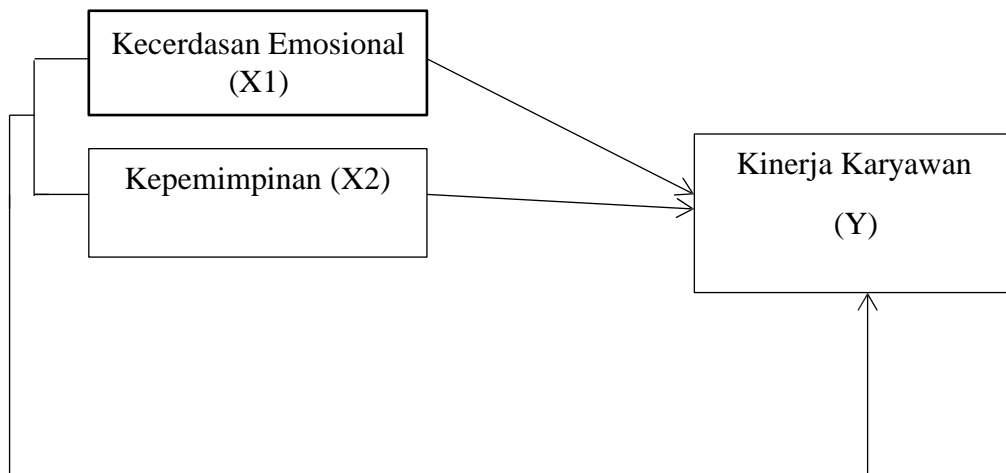 Kecerdasan Emosional
(X1)
Kepemimpinan (X2)
Kinerja Karyawan
(Y)